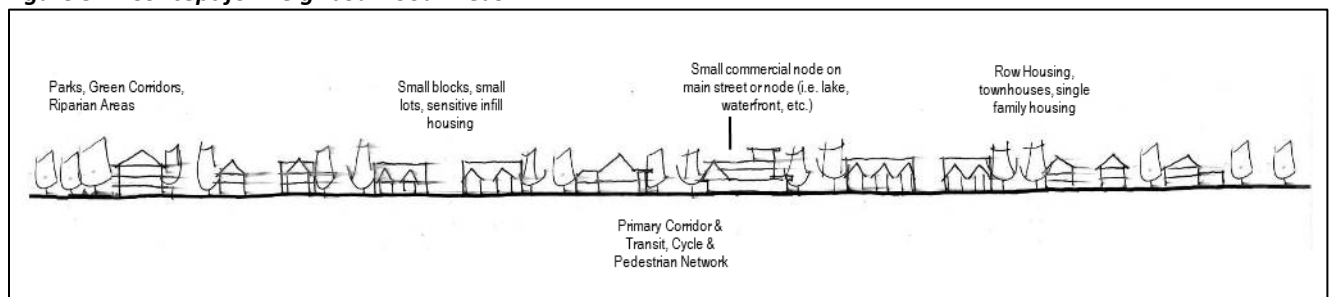 Parks, Green Corridors,
Riparian Areas
Small blocks, small
lots, sensitive infill
housing
Small commercial node on
main street or node (i.e. lake,
waterfront, etc.)
Row Housing,
townhouses, single
family housing
Primary Corridor &
Transit, Cycle &
Pedestrian Network